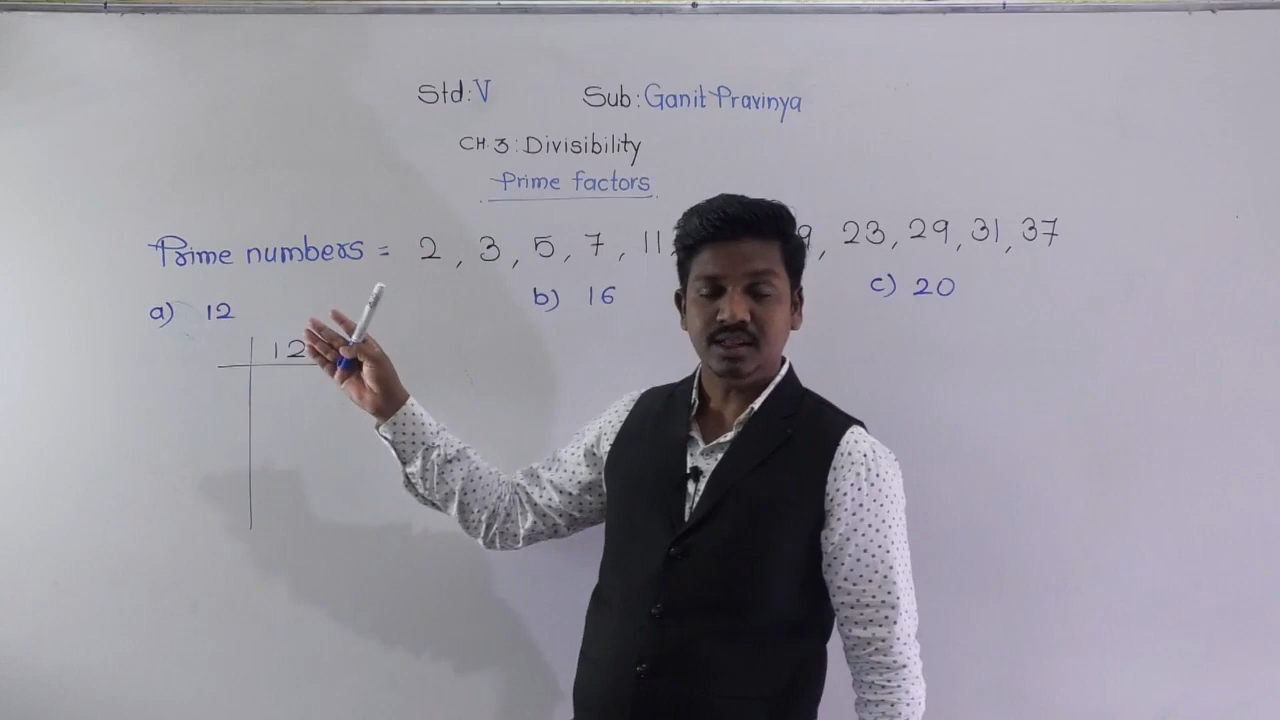 Std: V Sub: Ganit Pravinya
CH. 3: Divisibility
Prime factors
Prime numbers = 2, 3, 5, 7, 11, 9, 23, 29, 31, 37
a) 12 b) 16 c) 20
12